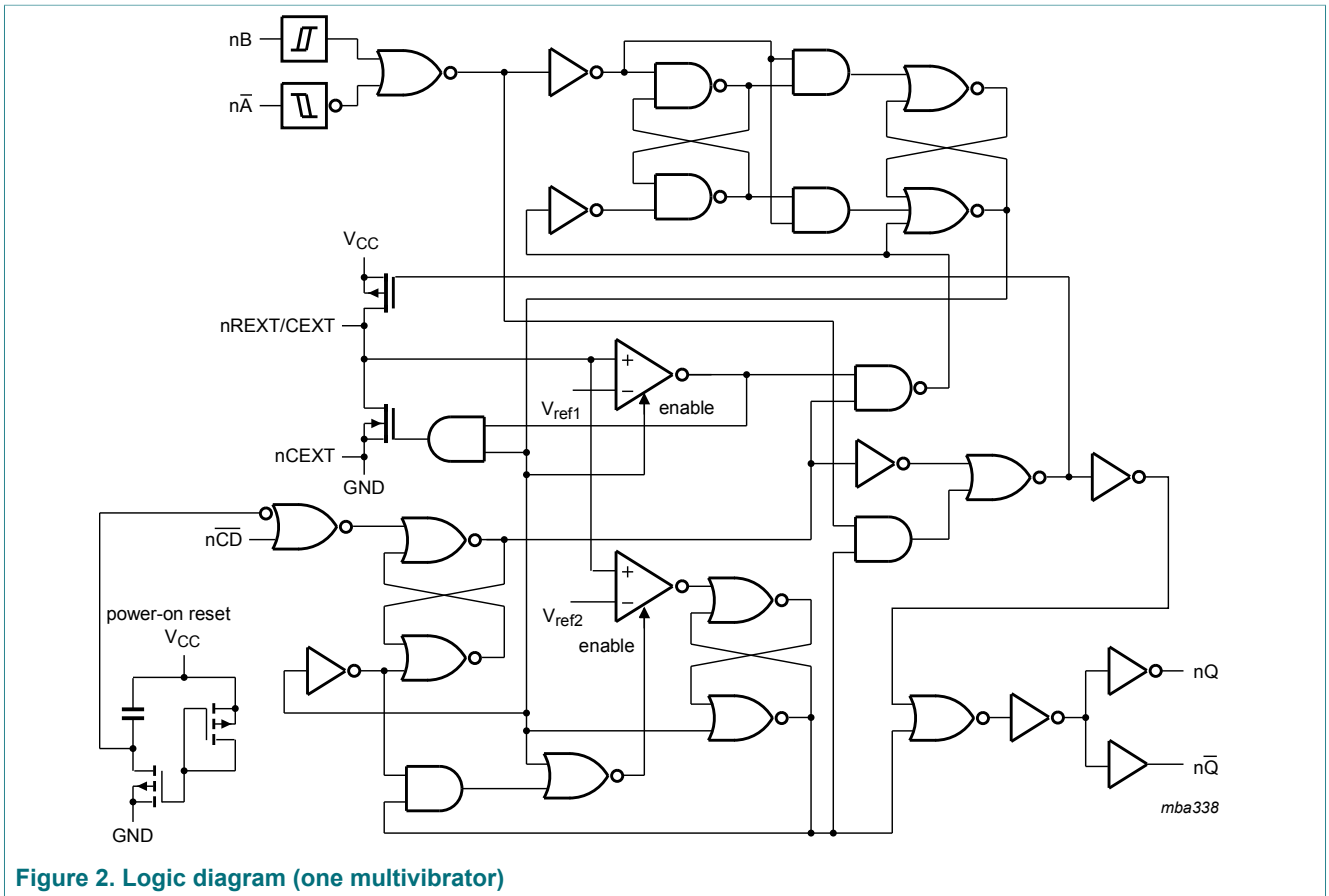 nB
nA̅
VCC
nREXT/CEXT
+
−
Vref1
enable
nCEXT
GND
nC̅D̅
+
−
Vref2
enable
power-on reset
VCC
GND
nQ
nQ̅
mba338
Figure 2. Logic diagram (one multivibrator)